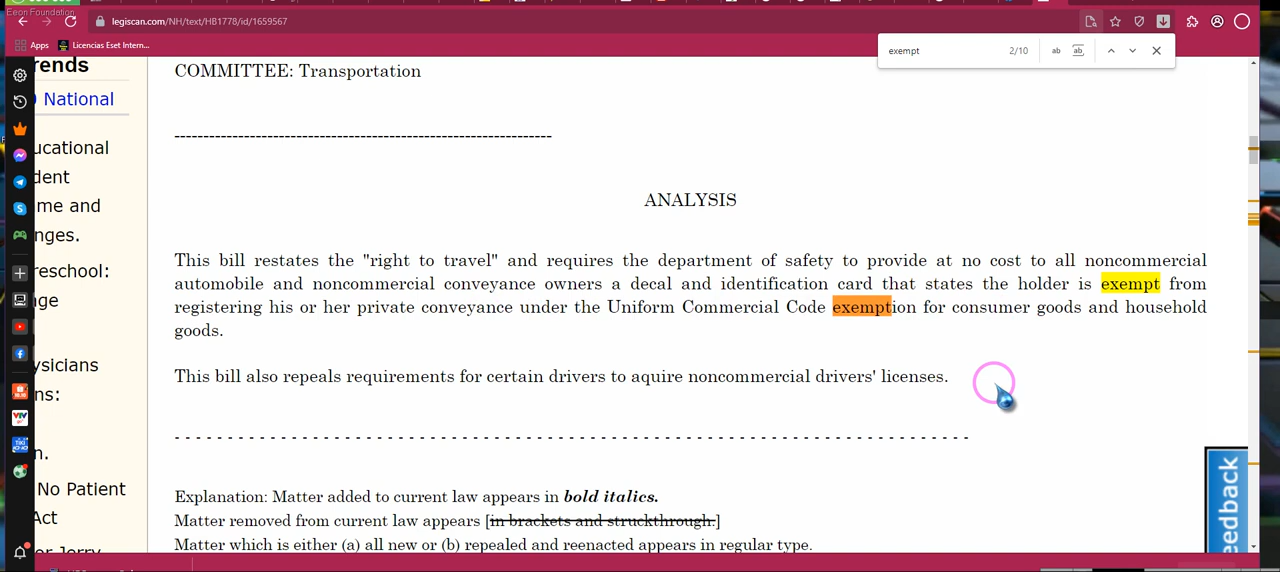 Eeon Foundation
legiscan.com/NH/text/HB1778/id/1659567
Apps
Licencias Eset Intern...
exempt
2/10
rends
National
ucational
dent
me and
nges.
reschool:
nge
ysicians
ns:
m.
No Patient
Act
COMMITTEE: Transportation
ANALYSIS
This bill restates the "right to travel" and requires the department of safety to provide at no cost to all noncommercial
automobile and noncommercial conveyance owners a decal and identification card that states the holder is exempt from
registering his or her private conveyance under the Uniform Commercial Code exemption for consumer goods and household
goods.
This bill also repeals requirements for certain drivers to aquire noncommercial drivers' licenses.
Explanation: Matter added to current law appears in bold italics.
Matter removed from current law appears [in brackets and struckthrough.]
Matter which is either (a) all new or (b) repealed and reenacted appears in regular type.
eedback